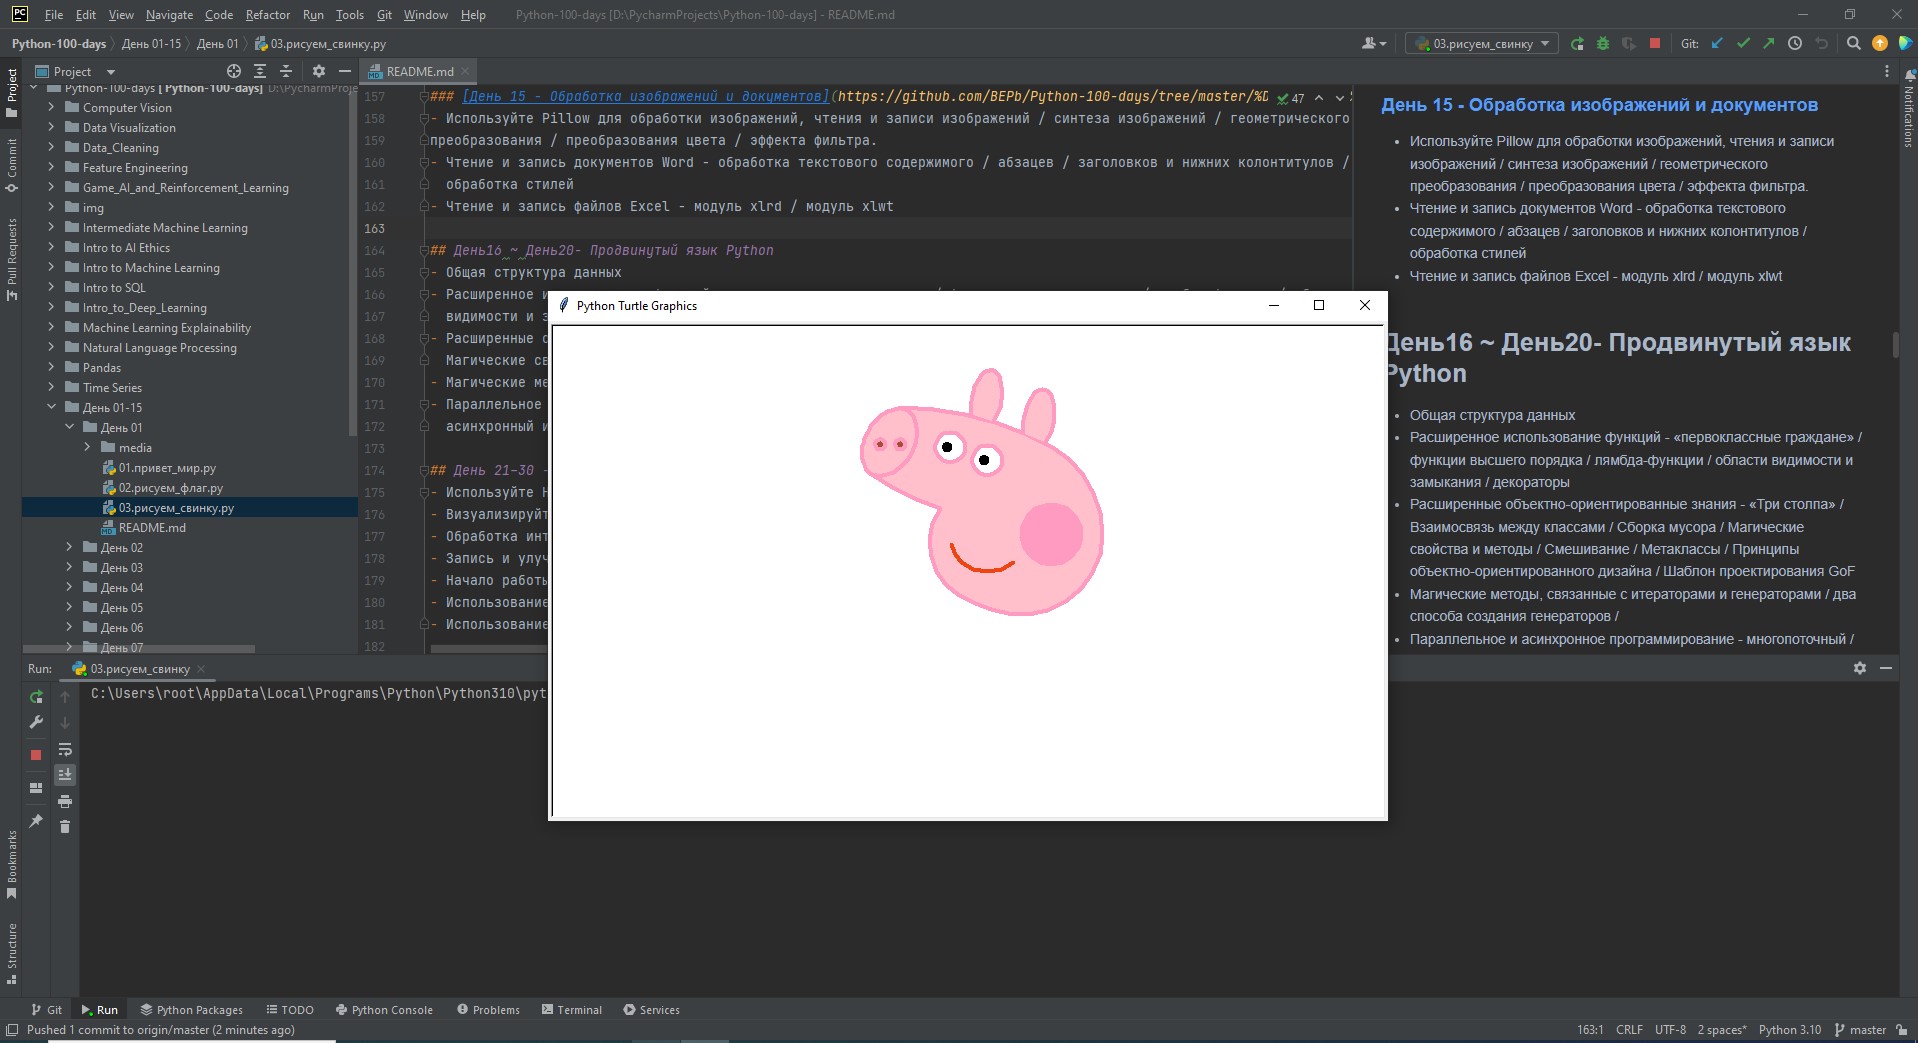 PC File Edit View Navigate Code Refactor Run Tools Git Window Help Python-100-days [D:\PycharmProjects\Python-100-days] - README.md
Python-100-days День 01-15 День 01 03.рисуем_свинку.py 03.рисуем_свинку Git:
Project README.md
Python-100-days [Python-100-days] D:\PycharmProje
Computer Vision
Data Visualization
Data_Cleaning
Feature Engineering
Game_AI_and_Reinforcement_Learning
img
Intermediate Machine Learning
Intro to AI Ethics
Intro to Machine Learning
Intro to SQL
Intro_to_Deep_Learning
Machine Learning Explainability
Natural Language Processing
Pandas
Time Series
День 01-15
День 01
media
01.привет_мир.py
02.рисуем_флаг.py
03.рисуем_свинку.py
README.md
День 02
День 03
День 04
День 05
День 06
День 07
Project
Commit
Pull Requests
Bookmarks
Structure
Notifications
157 ### [День 15 - Обработка изображений и документов](https://github.com/BEPb/Python-100-days/tree/master/%D 47
158 - Используйте Pillow для обработки изображений, чтения и записи изображений / синтеза изображений / геометрического
159 преобразования / преобразования цвета / эффекта фильтра.
160 - Чтение и запись документов Word - обработка текстового содержимого / абзацев / заголовков и нижних колонтитулов /
161 обработка стилей
162 - Чтение и запись файлов Excel - модуль xlrd / модуль xlwt
163
164 ## День16 ~ День20- Продвинутый язык Python
165 - Общая структура данных
166 - Расширенное и
167 видимости и з
168 - Расширенные о
169 Магические св
170 - Магические ме
171 - Параллельное
172 асинхронный и
173
174 ## День 21-30 -
175 - Используйте H
176 - Визуализируйт
177 - Обработка инт
178 - Запись и улуч
179 - Начало работы
180 - Использование
181 - Использование
182
Python Turtle Graphics
День 15 - Обработка изображений и документов
• Используйте Pillow для обработки изображений, чтения и записи
изображений / синтеза изображений / геометрического
преобразования / преобразования цвета / эффекта фильтра.
• Чтение и запись документов Word - обработка текстового
содержимого / абзацев / заголовков и нижних колонтитулов /
обработка стилей
• Чтение и запись файлов Excel - модуль xlrd / модуль xlwt
День16 ~ День20- Продвинутый язык
Python
• Общая структура данных
• Расширенное использование функций - «первоклассные граждане» /
функции высшего порядка / лямбда-функции / области видимости и
замыкания / декораторы
• Расширенные объектно-ориентированные знания - «Три столпа» /
Взаимосвязь между классами / Сборка мусора / Магические
свойства и методы / Смешивание / Метаклассы / Принципы
объектно-ориентированного дизайна / Шаблон проектирования GoF
• Магические методы, связанные с итераторами и генераторами / два
способа создания генераторов /
• Параллельное и асинхронное программирование - многопоточный /
Run: 03.рисуем_свинку
C:\Users\root\AppData\Local\Programs\Python\Python310\pyt
Git Run Python Packages TODO Python Console Problems Terminal Services
Pushed 1 commit to origin/master (2 minutes ago) 163:1 CRLF UTF-8 2 spaces* Python 3.10 master